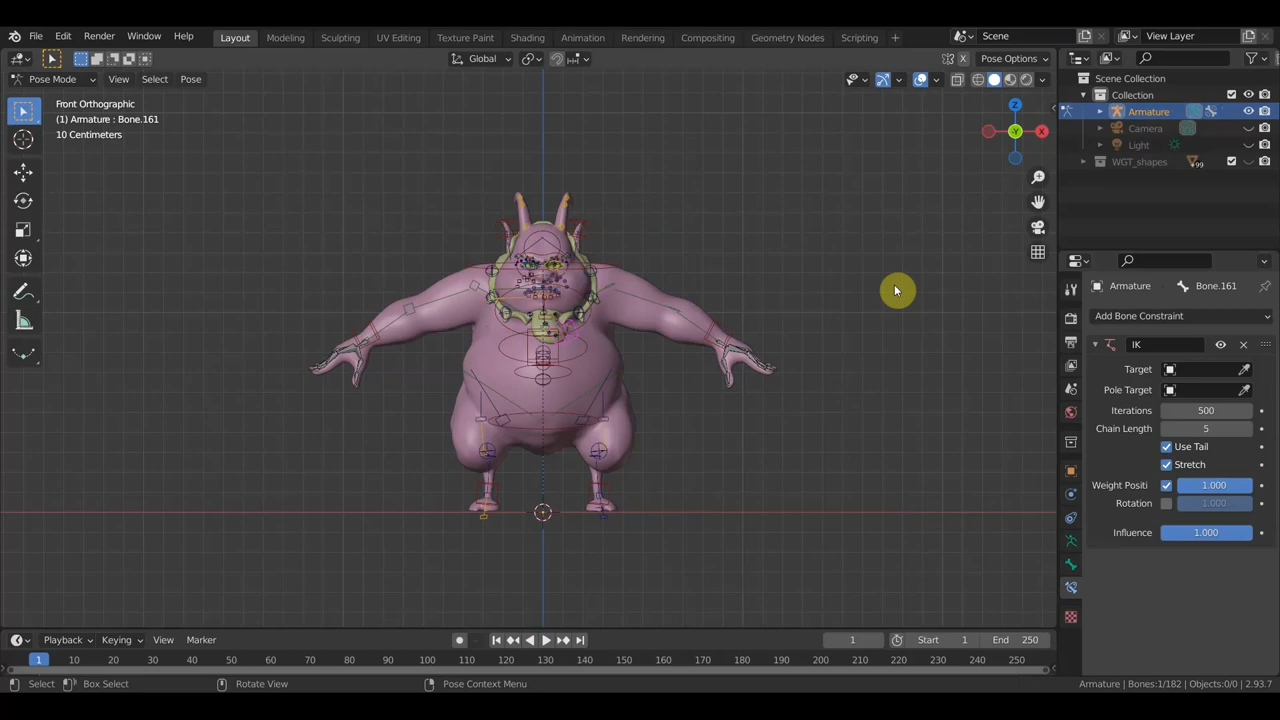 File Edit Render Window Help
Layout Modeling Sculpting UV Editing Texture Paint Shading Animation Rendering Compositing Geometry Nodes Scripting
Scene
View Layer
Global
X
Pose Options
Pose Mode View Select Pose
Front Orthographic
(1) Armature : Bone.161
10 Centimeters
Z
-Y
X
Scene Collection
Collection
Armature
Camera
Light
WGT_shapes
99
Armature Bone.161
Add Bone Constraint
IK
Target
Pole Target
Iterations 500
Chain Length 5
Use Tail
Stretch
Weight Positi 1.000
Rotation 1.000
Influence 1.000
Playback Keying View Marker
1
Start 1
End 250
1 10 20 30 40 50 60 70 80 90 100 110 120 130 140 150 160 170 180 190 200 210 220 230 240 250
Select Box Select Rotate View Pose Context Menu
Armature | Bones:1/182 | Objects:0/0 | 2.93.7